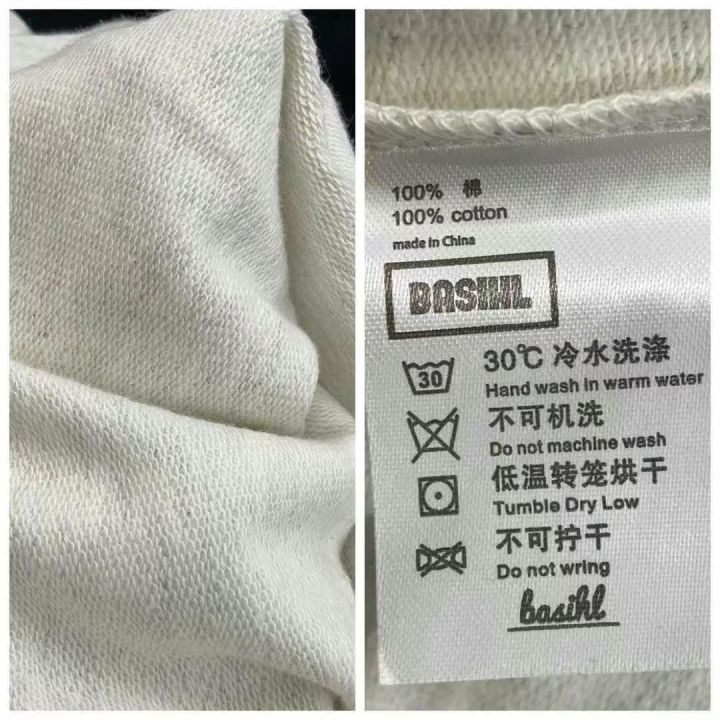 100% 棉
100% cotton
made in China
BASIHL
30 30℃ 冷水洗涤
Hand wash in warm water
不可机洗
Do not machine wash
低温转笼烘干
Tumble Dry Low
不可拧干
Do not wring
basihl